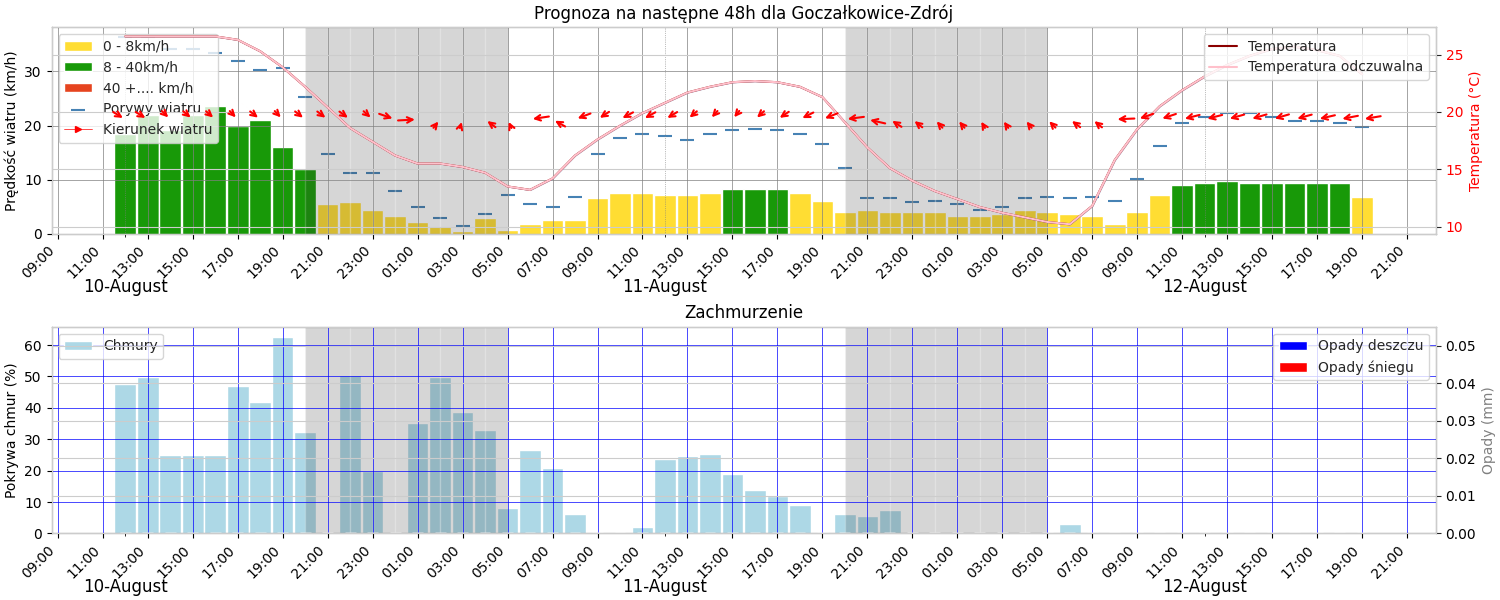 Prognoza na następne 48h dla Goczałkowice-Zdrój
Prędkość wiatru (km/h)
30
20
10
0
0 - 8km/h
8 - 40km/h
40 +.... km/h
Porywy wiatru
Kierunek wiatru
Temperatura
Temperatura odczuwalna
25
20
15
10
Temperatura (°C)
09:00 11:00 13:00 15:00 17:00 19:00 21:00 23:00 01:00 03:00 05:00 07:00 09:00 11:00 13:00 15:00 17:00 19:00 21:00 23:00 01:00 03:00 05:00 07:00 09:00 11:00 13:00 15:00 17:00 19:00 21:00
10-August 11-August 12-August
Zachmurzenie
Pokrywa chmur (%)
60
50
40
30
20
10
0
Chmury
Opady deszczu
Opady śniegu
0.05
0.04
0.03
0.02
0.01
0.00
Opady (mm)
09:00 11:00 13:00 15:00 17:00 19:00 21:00 23:00 01:00 03:00 05:00 07:00 09:00 11:00 13:00 15:00 17:00 19:00 21:00 23:00 01:00 03:00 05:00 07:00 09:00 11:00 13:00 15:00 17:00 19:00 21:00
10-August 11-August 12-August